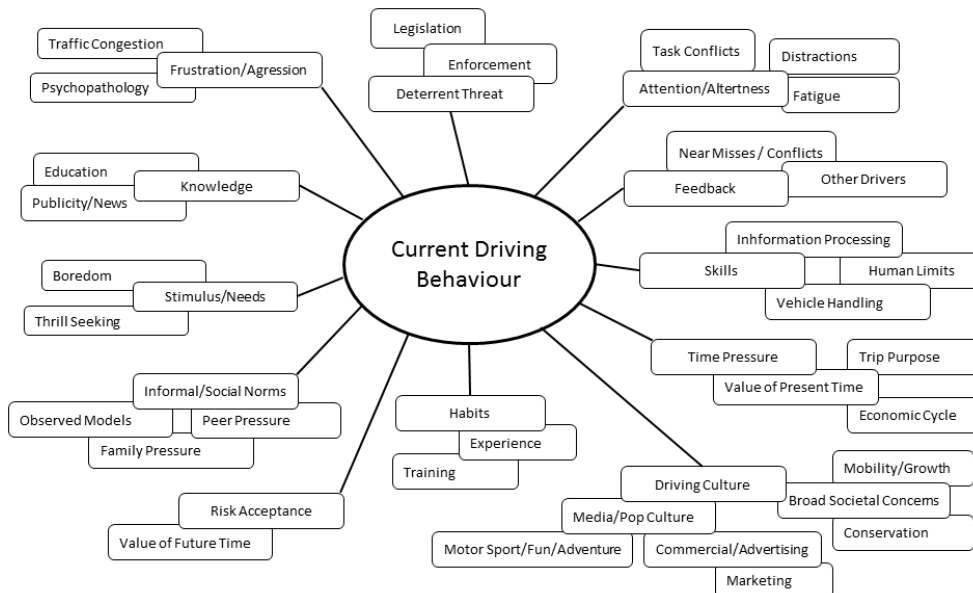 Legislation
Traffic Congestion
Task Conflicts
Distractions
Enforcement
Frustration/Agression
Psychopathology
Deterrent Threat
Attention/Altertness
Fatigue
Near Misses / Conflicts
Education
Knowledge
Feedback
Other Drivers
Publicity/News
Current Driving
Behaviour
Inhformation Processing
Boredom
Skills
Human Limits
Stimulus/Needs
Vehicle Handling
Thrill Seeking
Time Pressure
Trip Purpose
Informal/Social Norms
Value of Present Time
Observed Models
Peer Pressure
Habits
Economic Cycle
Family Pressure
Experience
Training
Mobility/Growth
Driving Culture
Broad Societal Concerns
Risk Acceptance
Media/Pop Culture
Conservation
Value of Future Time
Motor Sport/Fun/Adventure
Commercial/Advertising
Marketing